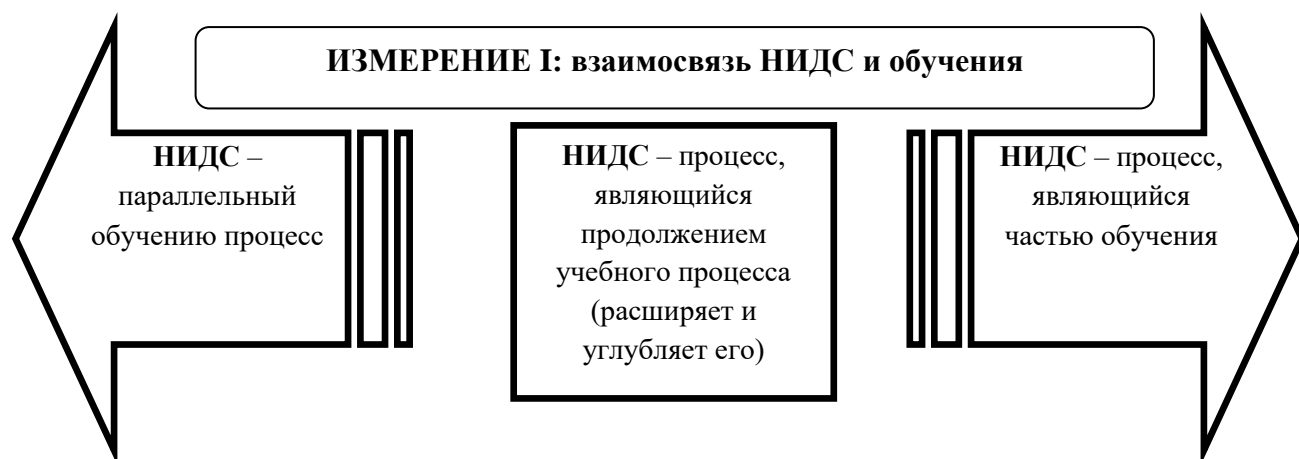 ИЗМЕРЕНИЕ I: взаимосвязь НИДС и обучения
НИДС –
параллельный
обучению процесс
НИДС – процесс,
являющийся
продолжением
учебного процесса
(расширяет и
углубляет его)
НИДС – процесс,
являющийся
частью обучения